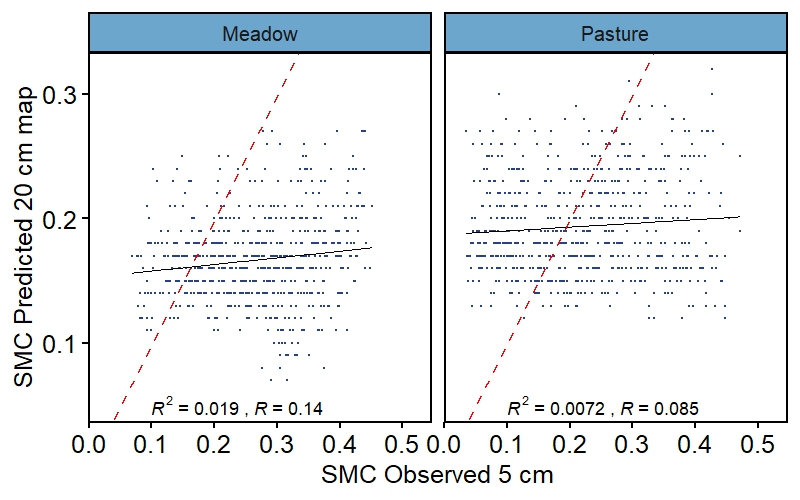 Meadow
Pasture
SMC Predicted 20 cm map
0.3
0.2
0.1
R² = 0.019 , R = 0.14
R² = 0.0072 , R = 0.085
0.0 0.1 0.2 0.3 0.4 0.5 0.0 0.1 0.2 0.3 0.4 0.5
SMC Observed 5 cm